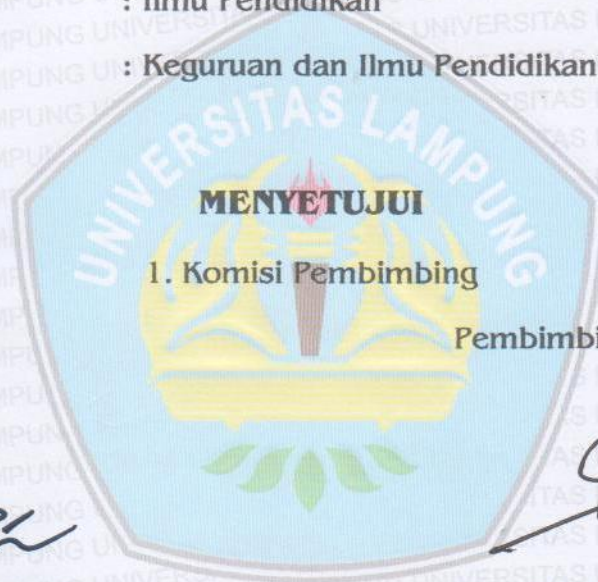 : Ilmu Pendidikan
: Keguruan dan Ilmu Pendidikan
UNIVERSITAS LAMPUNG
MENYETUJUI
1. Komisi Pembimbing